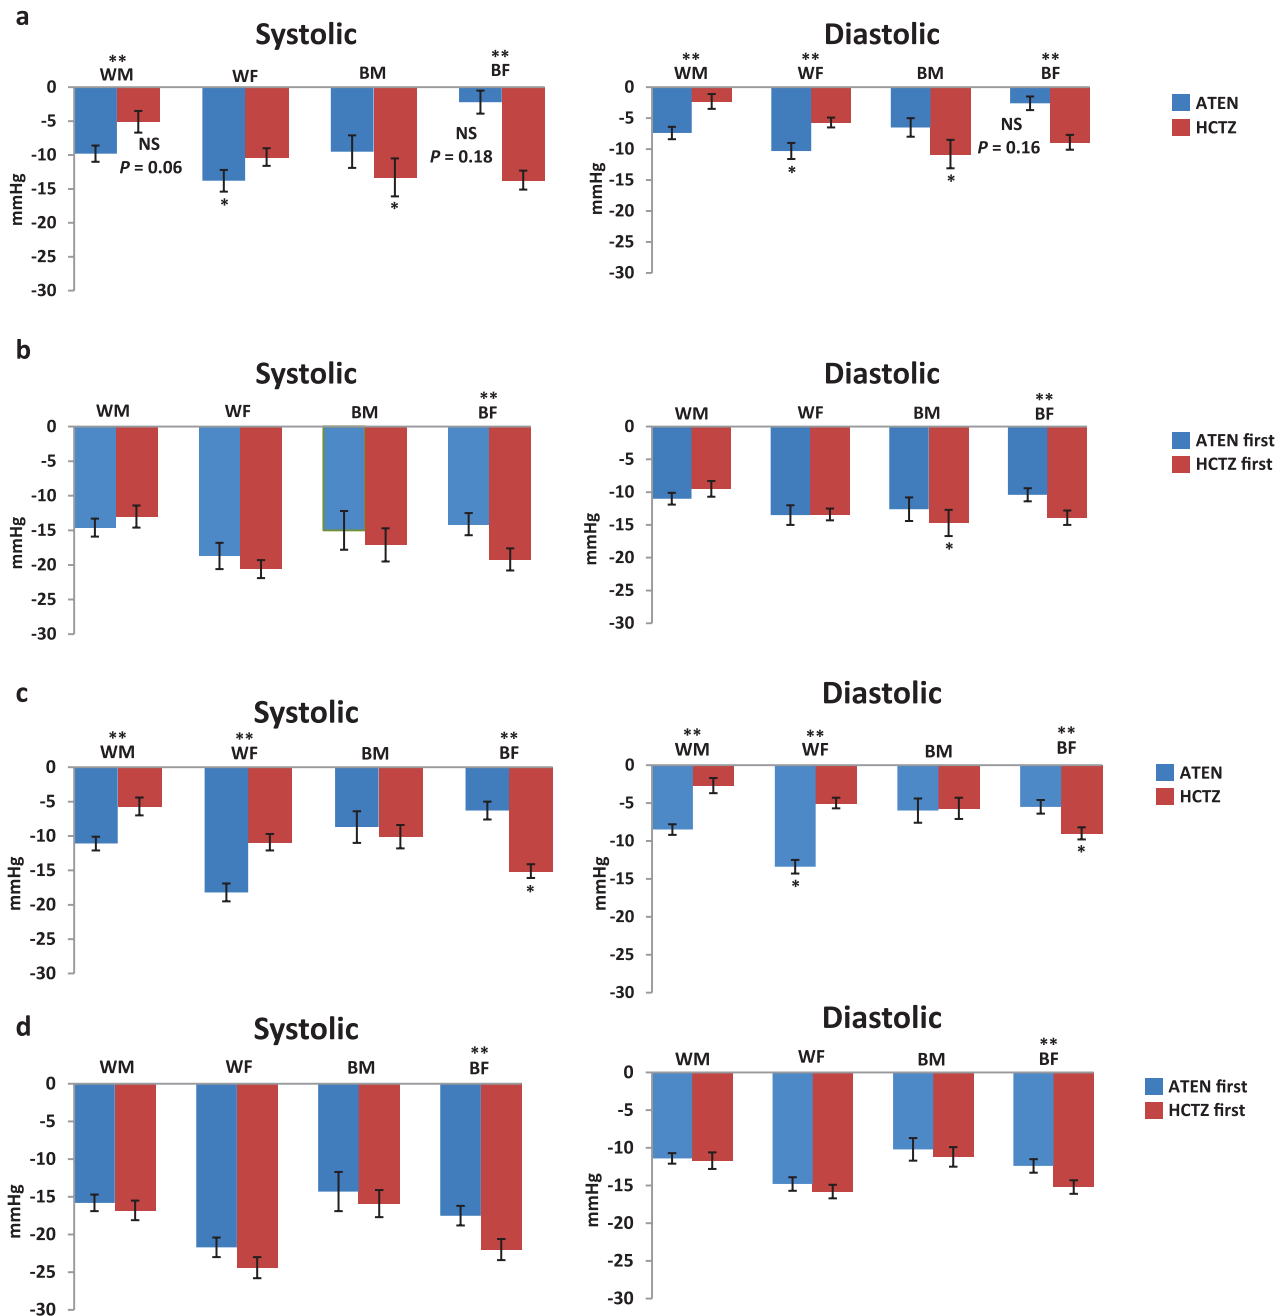 a
Systolic
** **
WM WF BM BF
0
-5
-10
-15
-20
-25
-30
mmHg
NS
P = 0.06
NS
P = 0.18
* *
Diastolic
** ** **
WM WF BM BF
0
-5
-10
-15
-20
-25
-30
mmHg
NS
P = 0.16
* *
ATEN
HCTZ
b
Systolic
**
WM WF BM BF
0
-5
-10
-15
-20
-25
-30
mmHg
Diastolic
**
WM WF BM BF
0
-5
-10
-15
-20
-25
-30
mmHg
*
ATEN first
HCTZ first
c
Systolic
** ** **
WM WF BM BF
0
-5
-10
-15
-20
-25
-30
mmHg
*
Diastolic
** ** **
WM WF BM BF
0
-5
-10
-15
-20
-25
-30
mmHg
* *
ATEN
HCTZ
d
Systolic
**
WM WF BM BF
0
-5
-10
-15
-20
-25
-30
Diastolic
**
WM WF BM BF
0
-5
-10
-15
-20
-25
-30
ATEN first
HCTZ first